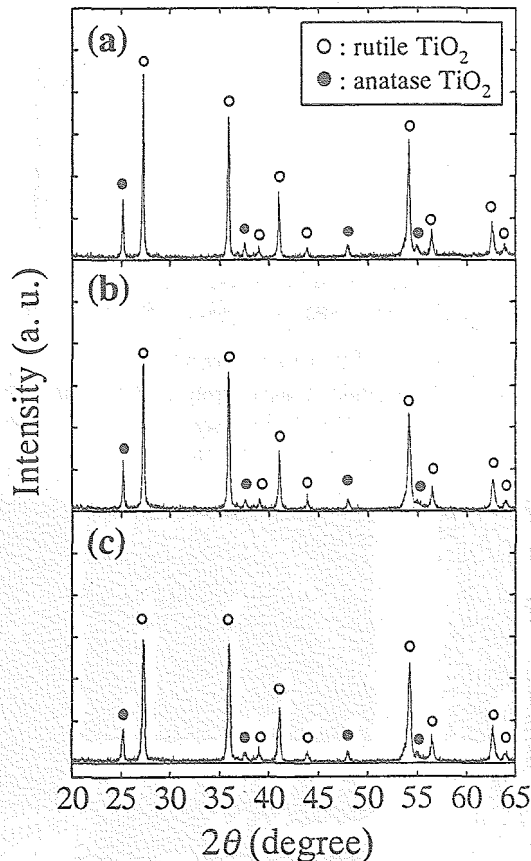 (a)
○ : rutile TiO₂
● : anatase TiO₂
(b)
(c)
Intensity (a. u.)
20 25 30 35 40 45 50 55 60 65
2θ (degree)